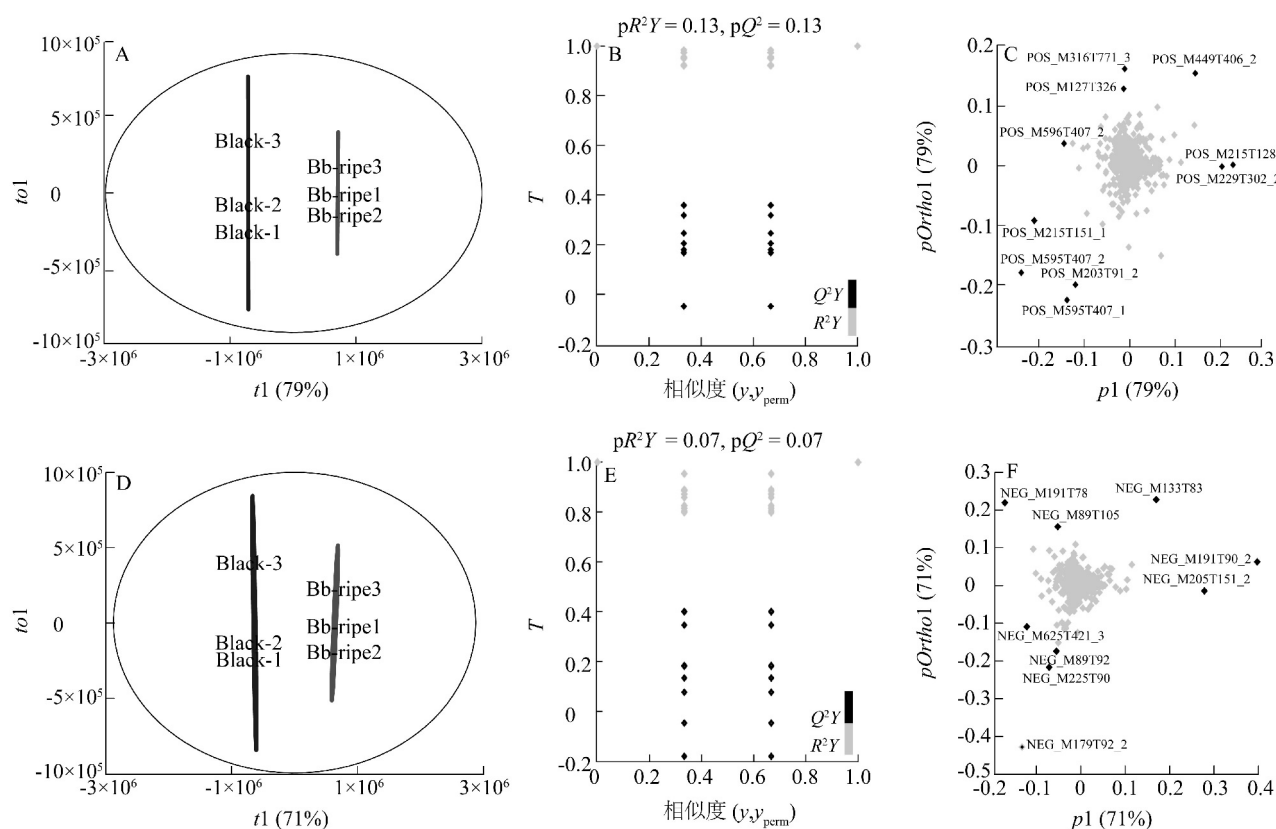 A
10×10⁵
5×10⁵
0
-5×10⁵
-10×10⁵
to1
Black-3
Black-2
Black-1
Bb-ripe3
Bb-ripe1
Bb-ripe2
-3×10⁶
-1×10⁶
1×10⁶
3×10⁶
t1 (79%)
pR²Y = 0.13, pQ² = 0.13
B
1.0
0.8
0.6
0.4
0.2
0
-0.2
T
Q²Y
R²Y
0
0.2
0.4
0.6
0.8
1.0
相似度 (y,yperm)
C
0.2
0.1
0
-0.1
-0.2
-0.3
pOrtho1 (79%)
POS_M316T771_3
POS_M449T406_2
POS_M127T326
POS_M596T407_2
POS_M215T128
POS_M229T302_2
POS_M215T151_1
POS_M595T407_2
POS_M203T91_2
POS_M595T407_1
-0.2
-0.1
0
0.1
0.2
0.3
p1 (79%)
D
10×10⁵
5×10⁵
0
-5×10⁵
-10×10⁵
to1
Black-3
Black-2
Black-1
Bb-ripe3
Bb-ripe1
Bb-ripe2
-3×10⁶
-1×10⁶
1×10⁶
3×10⁶
t1 (71%)
pR²Y = 0.07, pQ² = 0.07
E
1.0
0.8
0.6
0.4
0.2
0
-0.2
T
Q²Y
R²Y
0
0.2
0.4
0.6
0.8
1.0
相似度 (y,yperm)
F
0.3
0.2
0.1
0
-0.1
-0.2
-0.3
-0.4
-0.5
pOrtho1 (71%)
NEG_M191T78
NEG_M133T83
NEG_M89T105
NEG_M191T90_2
NEG_M205T151_2
NEG_M625T421_3
NEG_M89T92
NEG_M225T90
NEG_M179T92_2
-0.2
-0.1
0
0.1
0.2
0.3
0.4
p1 (71%)